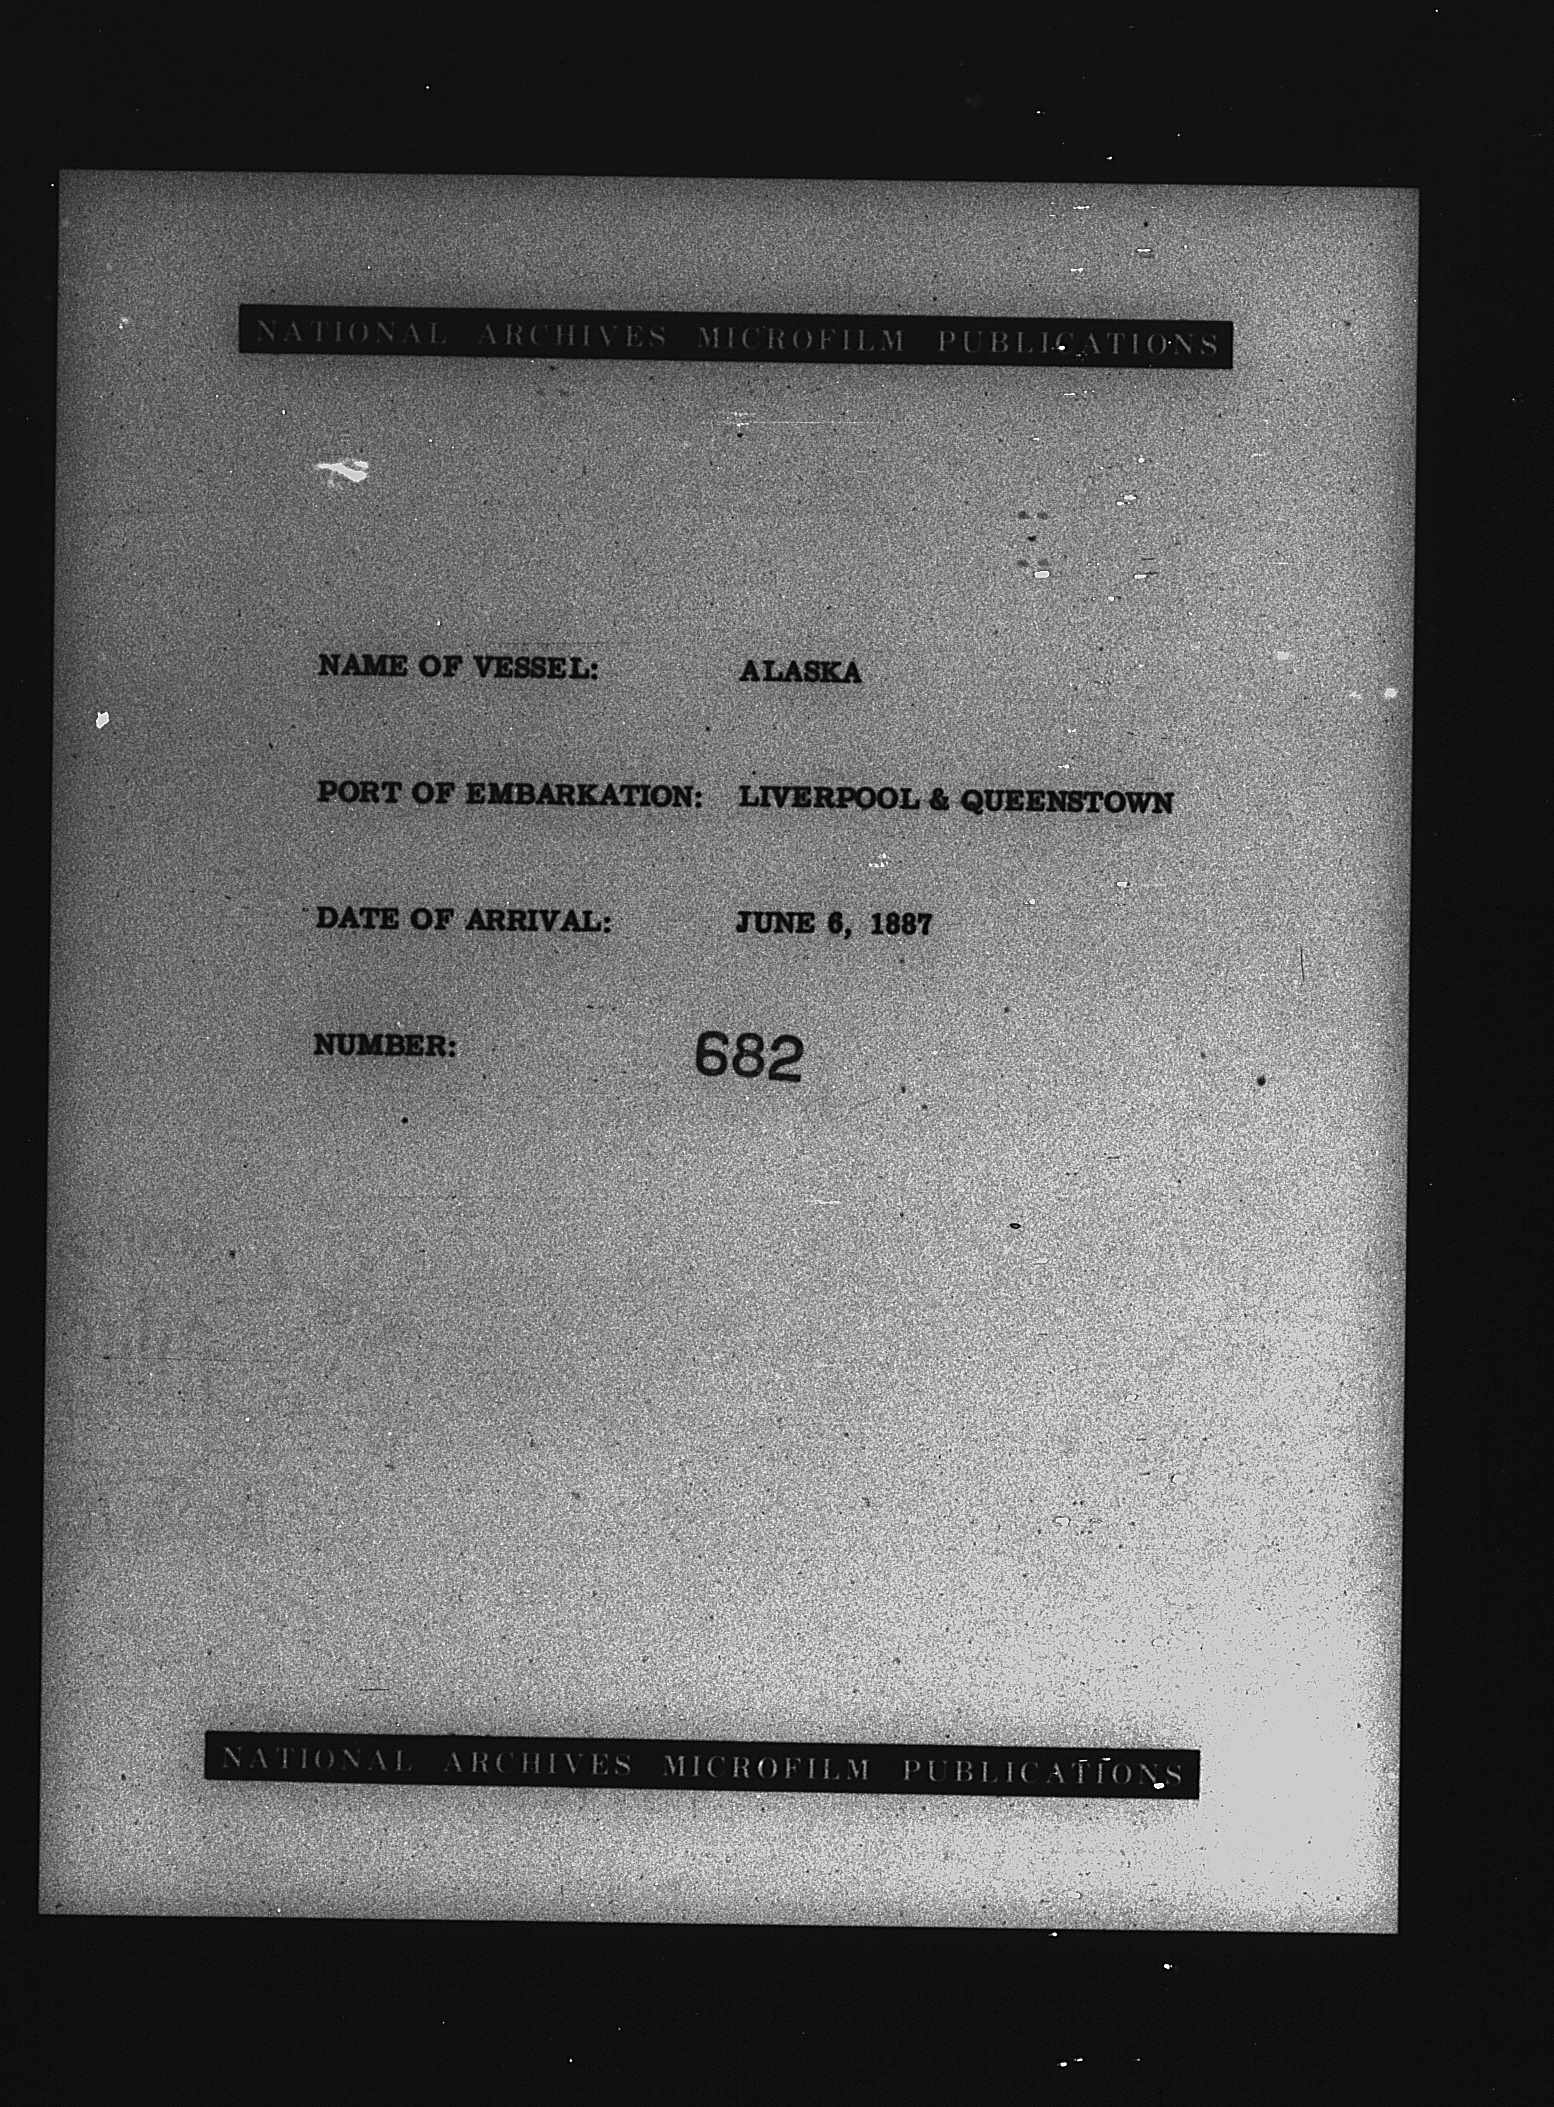 NATIONAL ARCHIVES MICROFILM PUBLICATIONS
NAME OF VESSEL: ALASKA
PORT OF EMBARKATION: LIVERPOOL & QUEENSTOWN
DATE OF ARRIVAL: JUNE 6, 1887
NUMBER: 682
NATIONAL ARCHIVES MICROFILM PUBLICATIONS